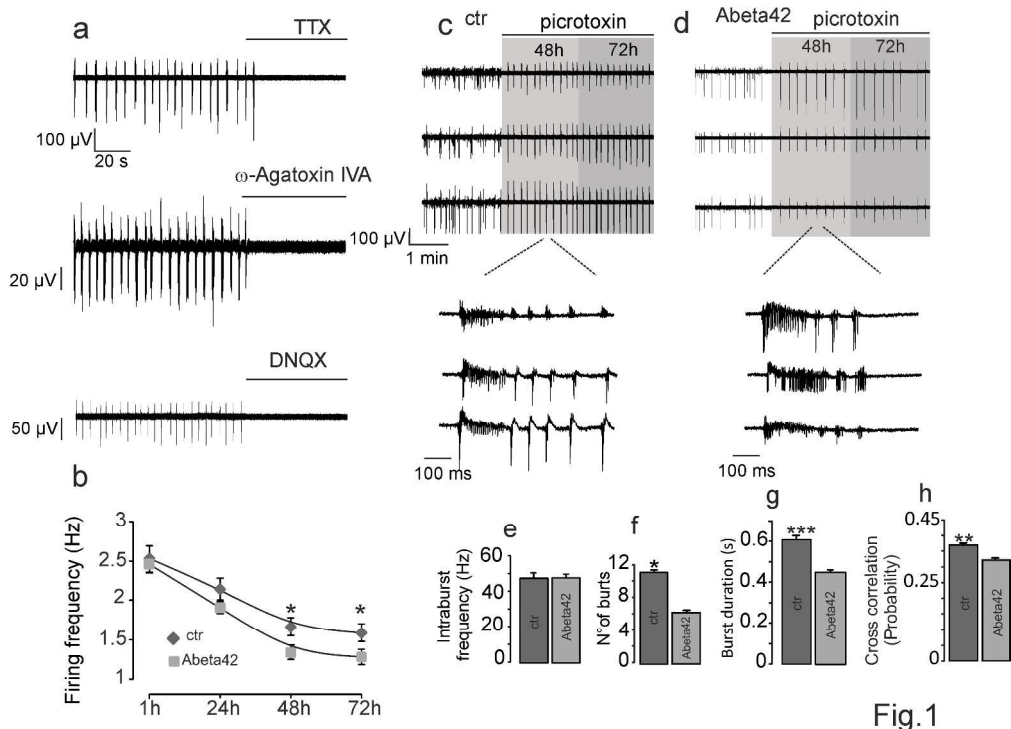 a
TTX
100 µV
20 s
ω-Agatoxin IVA
20 µV
DNQX
50 µV
b
Firing frequency (Hz)
3
2.5
2
1.5
1
ctr
Abeta42
*
*
1h
24h
48h
72h
c
ctr
picrotoxin
48h
72h
100 µV
1 min
100 ms
d
Abeta42
picrotoxin
48h
72h
100 ms
e
Intraburst
frequency (Hz)
60
40
20
0
ctr
Abeta42
f
N°of burts
12
9
6
3
0
*
ctr
Abeta42
g
Burst duration (s)
0.6
0.4
0.2
0
***
ctr
Abeta42
h
Cross correlation
(Probability)
0.45
0.25
0
**
ctr
Abeta42
Fig.1